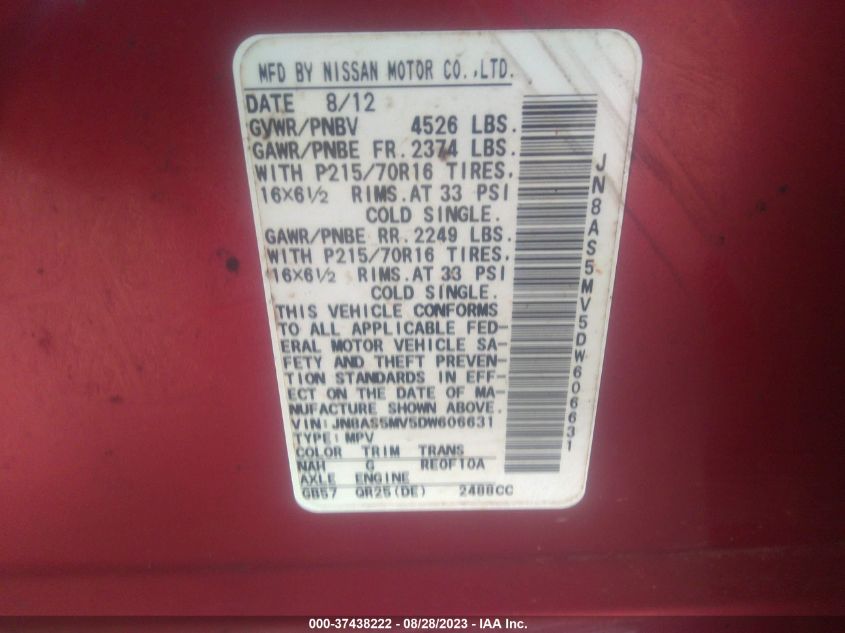 MFD BY NISSAN MOTOR CO.,LTD.
DATE 8/12
GVWR/PNBV 4526 LBS.
GAWR/PNBE FR. 2374 LBS.
WITH P215/70R16 TIRES.
16X6½ RIMS.AT 33 PSI
COLD SINGLE.
GAWR/PNBE RR. 2249 LBS.
WITH P215/70R16 TIRES.
16X6½ RIMS.AT 33 PSI
COLD SINGLE.
THIS VEHICLE CONFORMS
TO ALL APPLICABLE FED-
ERAL MOTOR VEHICLE SA-
FETY AND THEFT PREVEN-
TION STANDARDS IN EFF-
ECT ON THE DATE OF MA-
NUFACTURE SHOWN ABOVE.
VIN:JN8AS5MV5DW606631
TYPE:MPV
COLOR TRIM TRANS
NAH G RE0F10A
AXLE ENGINE
GB57 QR25(DE) 2488CC
JN8AS5MV5DW606631
000-37438222 - 08/28/2023 - IAA Inc.